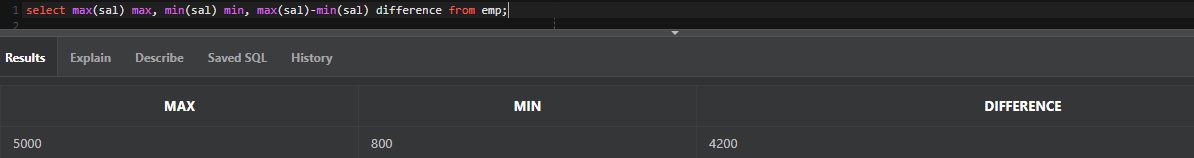 1 select max(sal) max, min(sal) min, max(sal)-min(sal) difference from emp;
2
Results Explain Describe Saved SQL History
MAX MIN DIFFERENCE
5000 800 4200